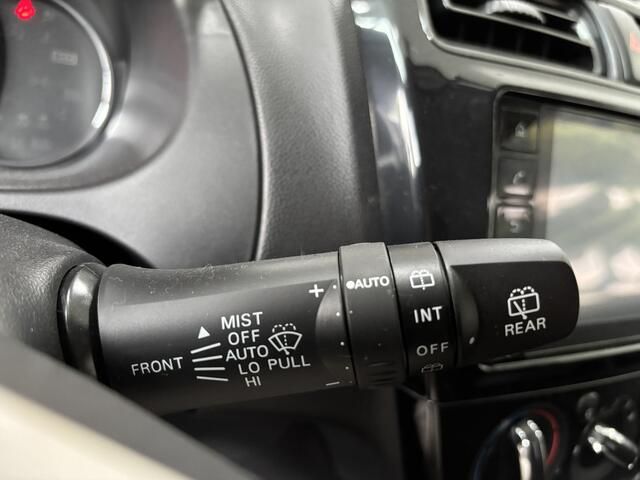 MIST
OFF
FRONT AUTO
LO PULL
HI
+
AUTO
−
INT
OFF
REAR